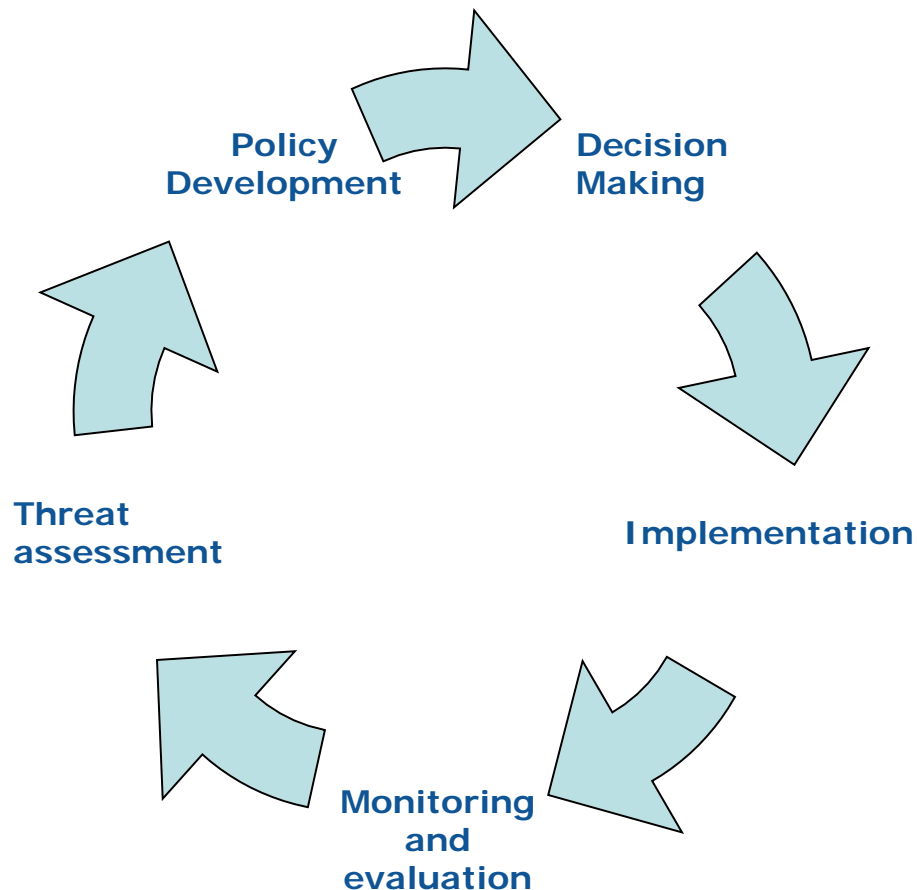 Policy
Development
Decision
Making
Implementation
Monitoring
and
evaluation
Threat
assessment